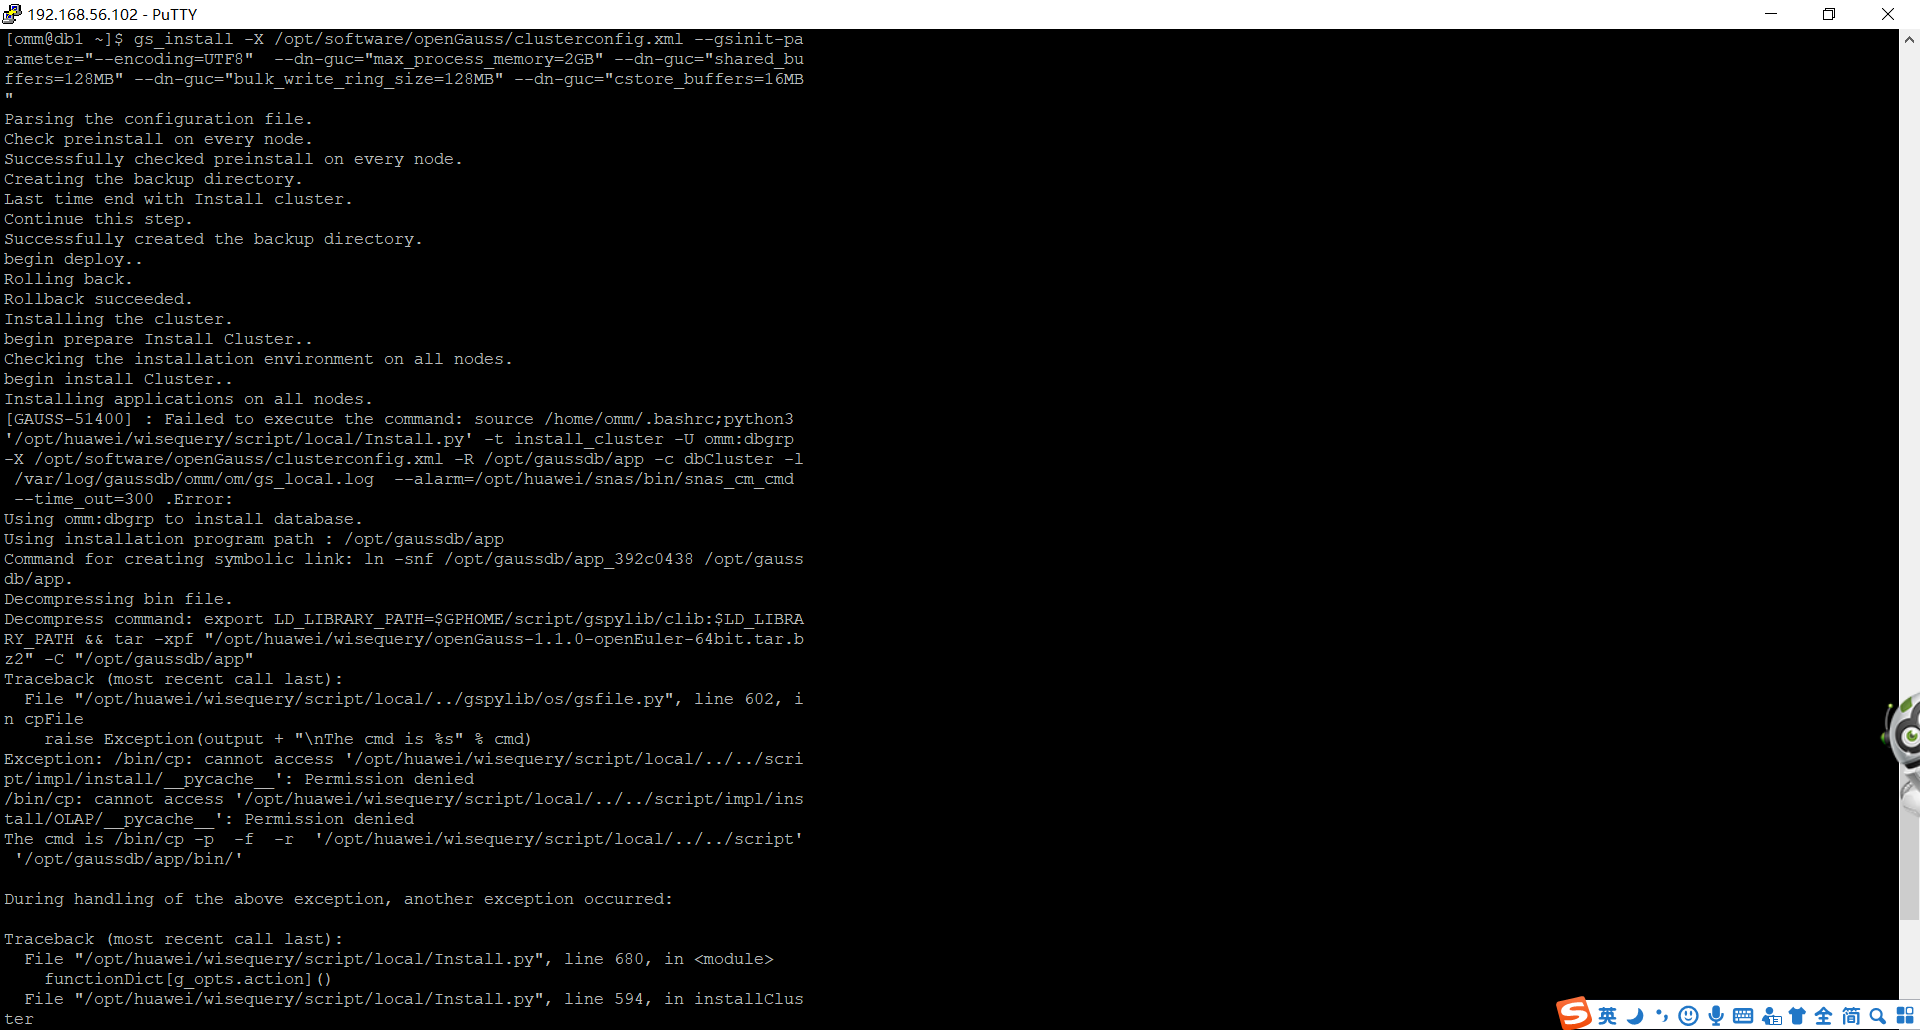 192.168.56.102 - PuTTY
[omm@db1 ~]$ gs_install -X /opt/software/openGauss/clusterconfig.xml --gsinit-pa
rameter="--encoding=UTF8"  --dn-guc="max_process_memory=2GB" --dn-guc="shared_bu
ffers=128MB" --dn-guc="bulk_write_ring_size=128MB" --dn-guc="cstore_buffers=16MB
"
Parsing the configuration file.
Check preinstall on every node.
Successfully checked preinstall on every node.
Creating the backup directory.
Last time end with Install cluster.
Continue this step.
Successfully created the backup directory.
begin deploy..
Rolling back.
Rollback succeeded.
Installing the cluster.
begin prepare Install Cluster..
Checking the installation environment on all nodes.
begin install Cluster..
Installing applications on all nodes.
[GAUSS-51400] : Failed to execute the command: source /home/omm/.bashrc;python3
'/opt/huawei/wisequery/script/local/Install.py' -t install_cluster -U omm:dbgrp
-X /opt/software/openGauss/clusterconfig.xml -R /opt/gaussdb/app -c dbCluster -l
 /var/log/gaussdb/omm/om/gs_local.log  --alarm=/opt/huawei/snas/bin/snas_cm_cmd
 --time_out=300 .Error:
Using omm:dbgrp to install database.
Using installation program path : /opt/gaussdb/app
Command for creating symbolic link: ln -snf /opt/gaussdb/app_392c0438 /opt/gauss
db/app.
Decompressing bin file.
Decompress command: export LD_LIBRARY_PATH=$GPHOME/script/gspylib/clib:$LD_LIBRA
RY_PATH && tar -xpf "/opt/huawei/wisequery/openGauss-1.1.0-openEuler-64bit.tar.b
z2" -C "/opt/gaussdb/app"
Traceback (most recent call last):
  File "/opt/huawei/wisequery/script/local/../gspylib/os/gsfile.py", line 602, i
n cpFile
    raise Exception(output + "\nThe cmd is %s" % cmd)
Exception: /bin/cp: cannot access '/opt/huawei/wisequery/script/local/../../scri
pt/impl/install/__pycache__': Permission denied
/bin/cp: cannot access '/opt/huawei/wisequery/script/local/../../script/impl/ins
tall/OLAP/__pycache__': Permission denied
The cmd is /bin/cp -p  -f  -r  '/opt/huawei/wisequery/script/local/../../script'
 '/opt/gaussdb/app/bin/'
During handling of the above exception, another exception occurred:
Traceback (most recent call last):
  File "/opt/huawei/wisequery/script/local/Install.py", line 680, in <module>
    functionDict[g_opts.action]()
  File "/opt/huawei/wisequery/script/local/Install.py", line 594, in installClus
ter
S 英 全 简